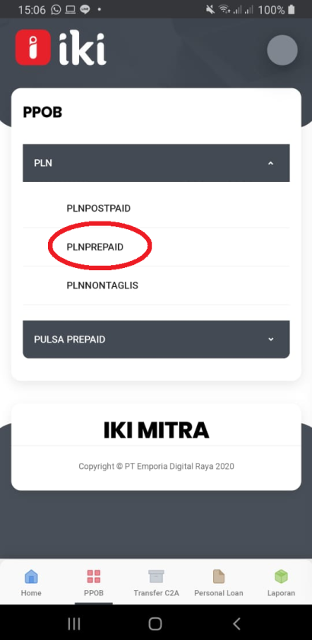 15:06 100%
iki
PPOB
PLN
PLNPOSTPAID
PLNPREPAID
PLNNONTAGLIS
PULSA PREPAID
IKI MITRA
Copyright © PT Emporia Digital Raya 2020
Home PPOB Transfer C2A Personal Loan Laporan